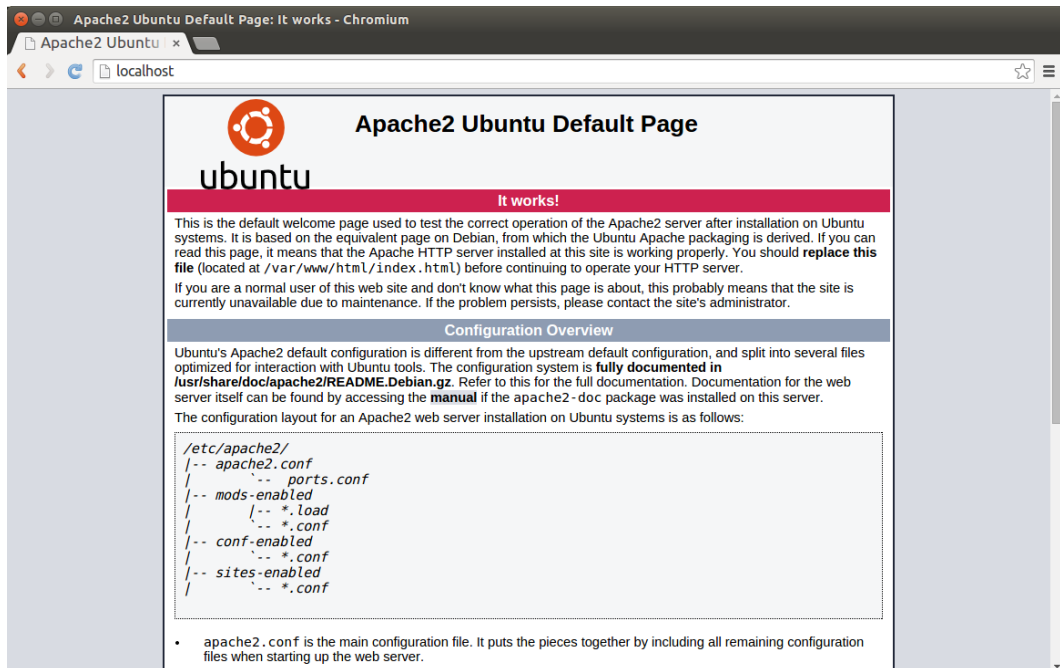 Apache2 Ubuntu Default Page: It works - Chromium
Apache2 Ubuntu
localhost
ubuntu
Apache2 Ubuntu Default Page
It works!
This is the default welcome page used to test the correct operation of the Apache2 server after installation on Ubuntu
systems. It is based on the equivalent page on Debian, from which the Ubuntu Apache packaging is derived. If you can
read this page, it means that the Apache HTTP server installed at this site is working properly. You should replace this
file (located at /var/www/html/index.html) before continuing to operate your HTTP server.
If you are a normal user of this web site and don't know what this page is about, this probably means that the site is
currently unavailable due to maintenance. If the problem persists, please contact the site's administrator.
Configuration Overview
Ubuntu's Apache2 default configuration is different from the upstream default configuration, and split into several files
optimized for interaction with Ubuntu tools. The configuration system is fully documented in
/usr/share/doc/apache2/README.Debian.gz. Refer to this for the full documentation. Documentation for the web
server itself can be found by accessing the manual if the apache2-doc package was installed on this server.
The configuration layout for an Apache2 web server installation on Ubuntu systems is as follows:
/etc/apache2/
|-- apache2.conf
|       `--  ports.conf
|-- mods-enabled
|       |-- *.load
|       `-- *.conf
|-- conf-enabled
|       `-- *.conf
|-- sites-enabled
|       `-- *.conf
• apache2.conf is the main configuration file. It puts the pieces together by including all remaining configuration
files when starting up the web server.